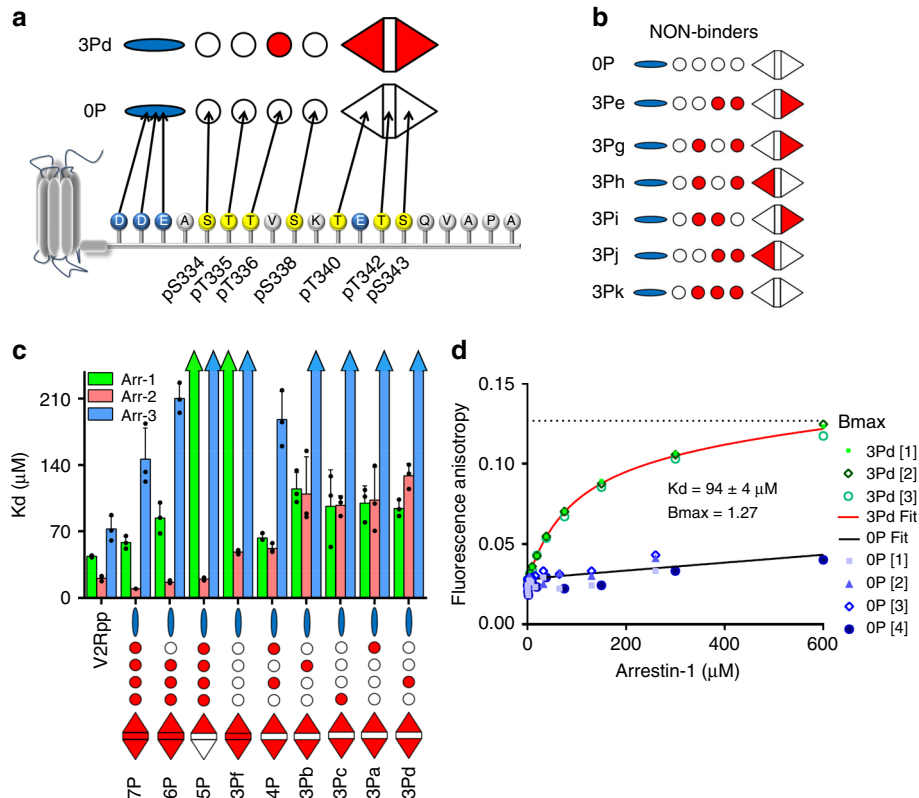 a
3Pd
0P
D D E A S T T V S K T E T S Q V A P A
pS334
pT335
pT336
pS338
pT340
pT342
pS343
b
NON-binders
0P
3Pe
3Pg
3Ph
3Pi
3Pj
3Pk
c
Arr-1
Arr-2
Arr-3
Kd (µM)
210
140
70
0
V2Rpp
7P
6P
5P
3Pf
4P
3Pb
3Pc
3Pa
3Pd
d
Fluorescence anisotropy
0.15
0.10
0.05
0.00
0
200
400
600
Arrestin-1 (µM)
Kd = 94 ± 4 µM
Bmax = 1.27
Bmax
3Pd [1]
3Pd [2]
3Pd [3]
3Pd Fit
0P Fit
0P [1]
0P [2]
0P [3]
0P [4]